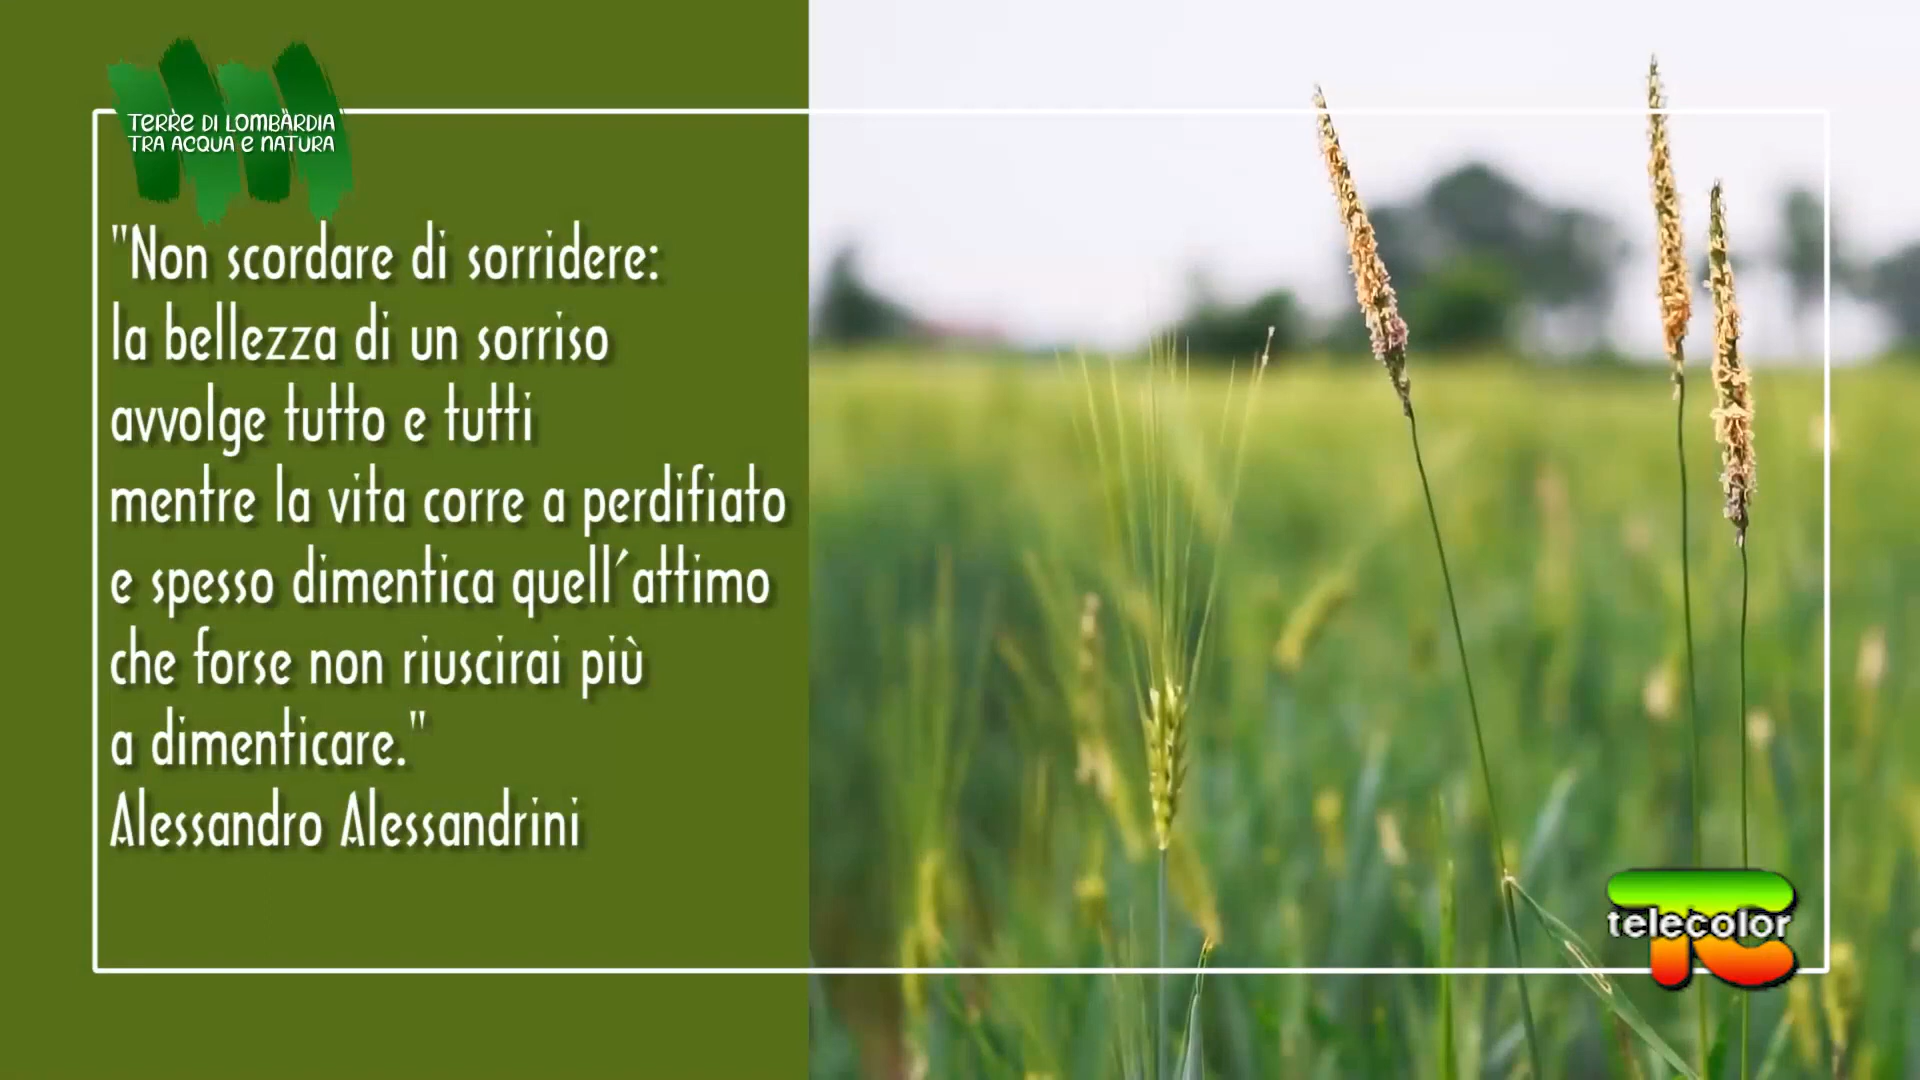 TERRE DI LOMBARDIA
TRA ACQUA E NATURA
"Non scordare di sorridere:
la bellezza di un sorriso
avvolge tutto e tutti
mentre la vita corre a perdifiato
e spesso dimentica quell´attimo
che forse non riuscirai più
a dimenticare."
Alessandro Alessandrini
telecolor